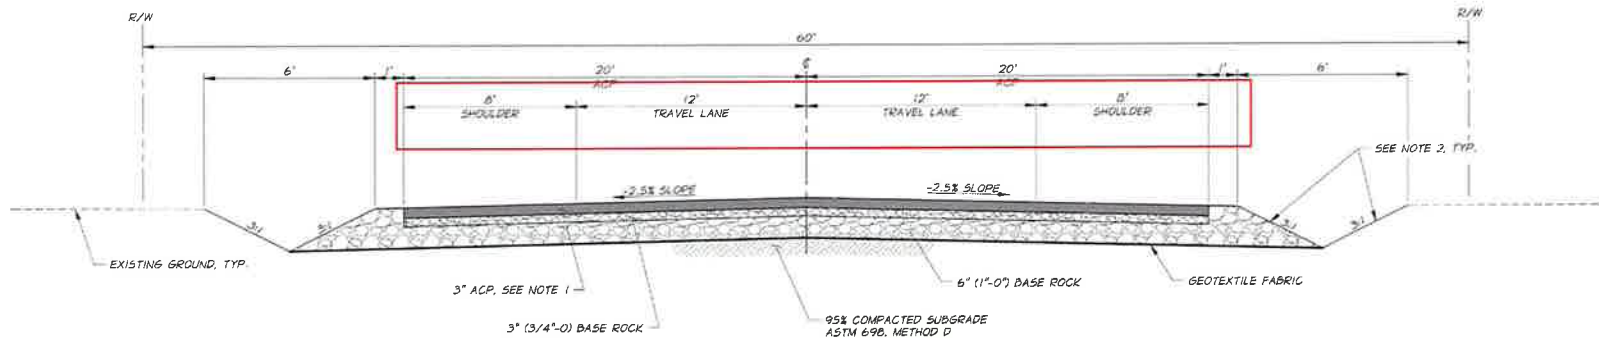 R/W
R/W
60'
6'
1'
20'
ACP
℄
20'
ACP
1'
6'
8'
SHOULDER
12'
TRAVEL LANE
12'
TRAVEL LANE
8'
SHOULDER
SEE NOTE 2, TYP.
-2.5% SLOPE
-2.5% SLOPE
3:1
3:1
3:1
3:1
EXISTING GROUND, TYP.
3" ACP, SEE NOTE 1
3" (3/4"-0) BASE ROCK
95% COMPACTED SUBGRADE
ASTM 698, METHOD D
6" (1"-0") BASE ROCK
GEOTEXTILE FABRIC